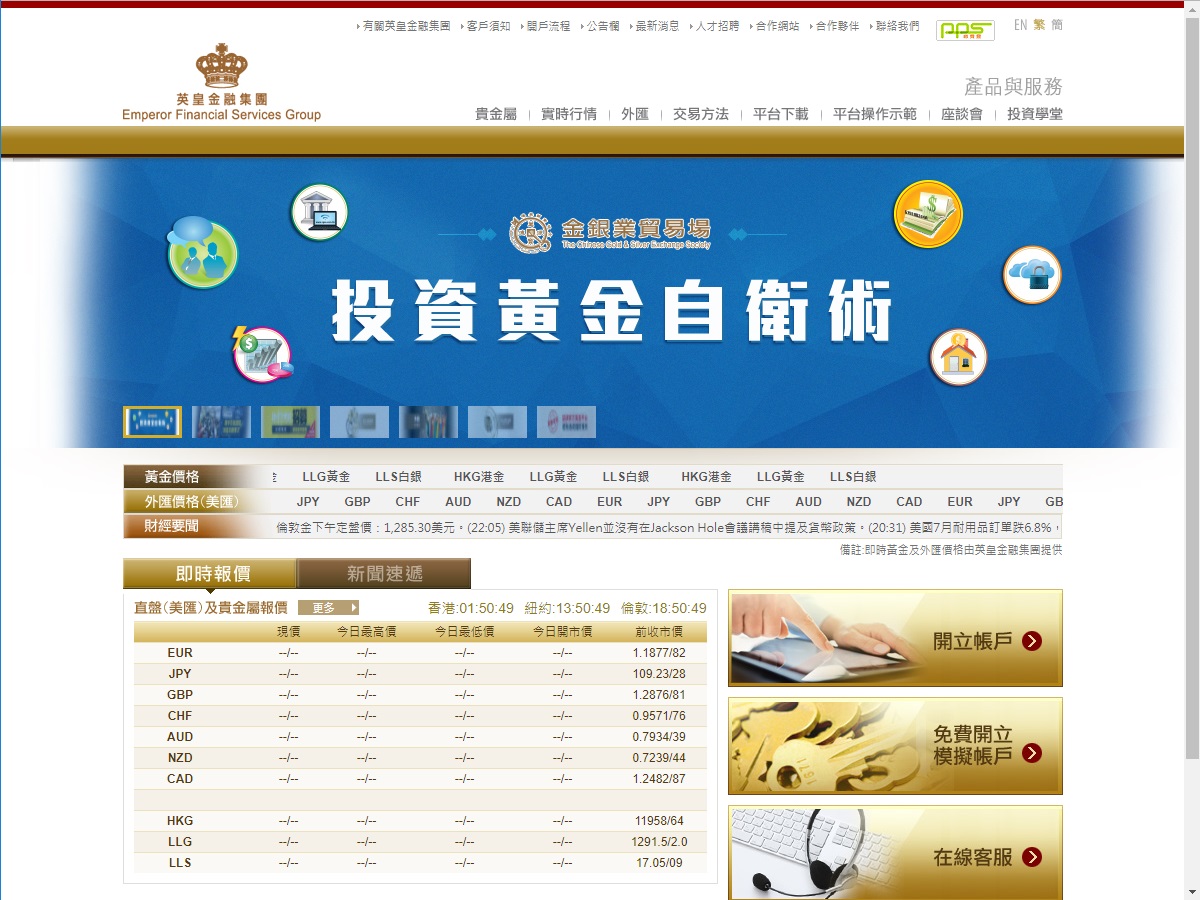 有關英皇金融集團 客戶須知 開戶流程 公告欄 最新消息 人才招聘 合作網站 合作夥伴 聯絡我們 PPS EN 繁 簡
英皇金融集團
Emperor Financial Services Group
產品與服務
貴金屬 實時行情 外匯 交易方法 平台下載 平台操作示範 座談會 投資學堂
金銀業貿易場
The Chinese Gold & Silver Exchange Society
投資黃金自衛術
黃金價格 金 LLG黃金 LLS白銀 HKG港金 LLG黃金 LLS白銀 HKG港金 LLG黃金 LLS白銀
外匯價格(美匯) JPY GBP CHF AUD NZD CAD EUR JPY GBP CHF AUD NZD CAD EUR JPY GB
財經要聞 倫敦金下午定盤價：1,285.30美元。(22:05) 美聯儲主席Yellen並沒有在Jackson Hole會議講稿中提及貨幣政策。(20:31) 美國7月耐用品訂單跌6.8%，
備註:即時黃金及外匯價格由英皇金融集團提供
即時報價 新聞速遞
直盤(美匯)及貴金屬報價 更多 香港:01:50:49 紐約:13:50:49 倫敦:18:50:49
現價 今日最高價 今日最低價 今日開市價 前收市價
EUR --/-- --/-- --/-- --/-- 1.1877/82
JPY --/-- --/-- --/-- --/-- 109.23/28
GBP --/-- --/-- --/-- --/-- 1.2876/81
CHF --/-- --/-- --/-- --/-- 0.9571/76
AUD --/-- --/-- --/-- --/-- 0.7934/39
NZD --/-- --/-- --/-- --/-- 0.7239/44
CAD --/-- --/-- --/-- --/-- 1.2482/87
HKG --/-- --/-- --/-- --/-- 11958/64
LLG --/-- --/-- --/-- --/-- 1291.5/2.0
LLS --/-- --/-- --/-- --/-- 17.05/09
開立帳戶
免費開立
模擬帳戶
在線客服